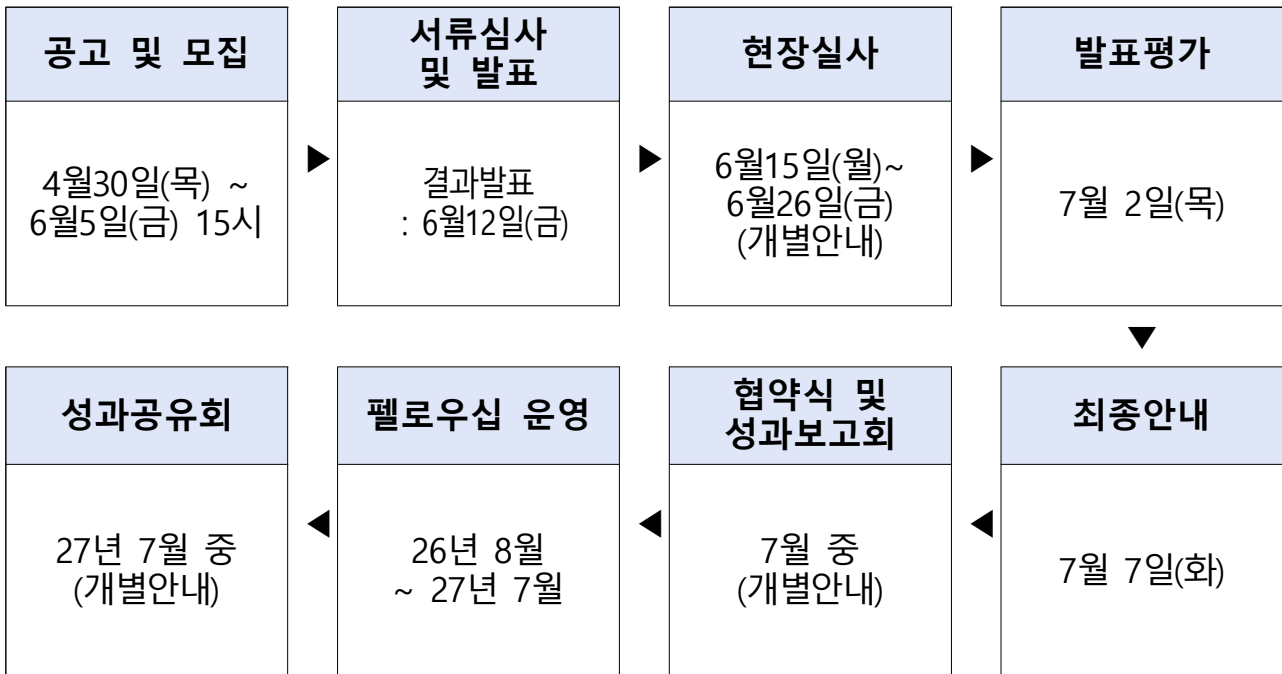 공고 및 모집
4월30일(목) ~
6월5일(금) 15시
▶
서류심사
및 발표
결과발표
: 6월12일(금)
▶
현장실사
6월15일(월)~
6월26일(금)
(개별안내)
▶
발표평가
7월 2일(목)
▼
최종안내
7월 7일(화)
◀
협약식 및
성과보고회
7월 중
(개별안내)
◀
펠로우십 운영
26년 8월
~ 27년 7월
◀
성과공유회
27년 7월 중
(개별안내)